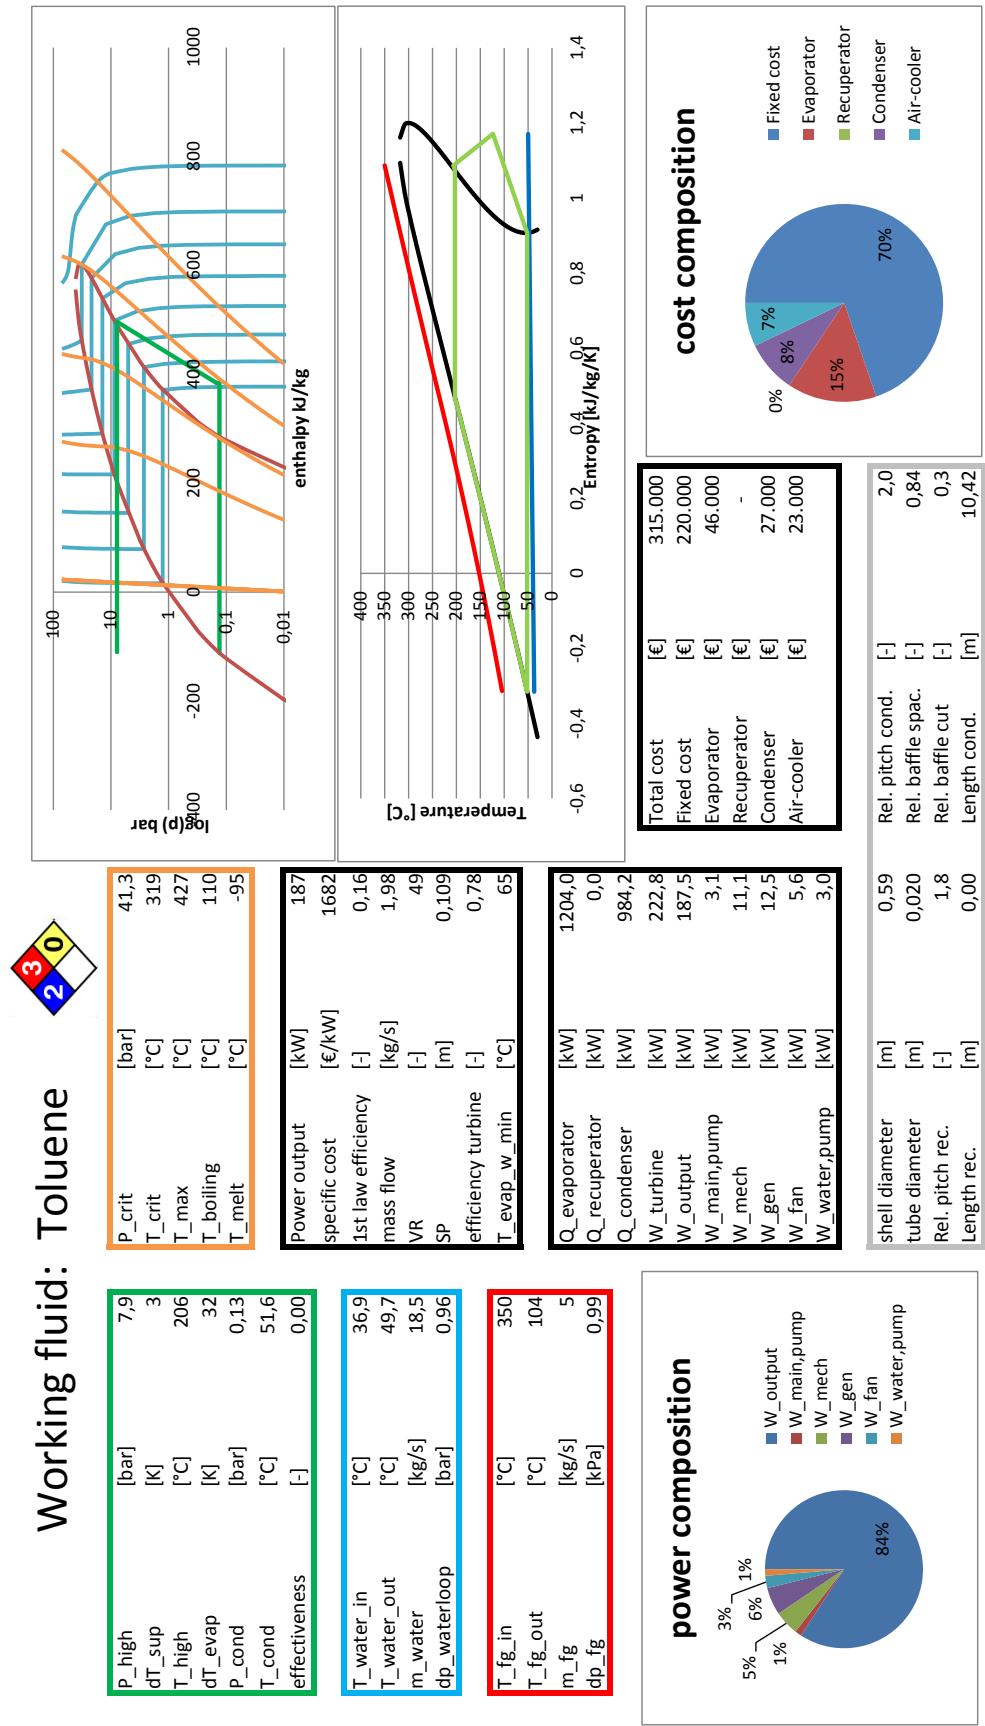 Working fluid: Toluene
2
3
0
P_high [bar] 7,9
dT_sup [K] 3
T_high [°C] 206
dT_evap [K] 32
P_cond [bar] 0,13
T_cond [°C] 51,6
effectiveness [-] 0,00
T_water_in [°C] 36,9
T_water_out [°C] 49,7
m_water [kg/s] 18,5
dp_waterloop [bar] 0,96
T_fg_in [°C] 350
T_fg_out [°C] 104
m_fg [kg/s] 5
dp_fg [kPa] 0,99
P_crit [bar] 41,3
T_crit [°C] 319
T_max [°C] 427
T_boiling [°C] 110
T_melt [°C] -95
Power output [kW] 187
specific cost [€/kW] 1682
1st law efficiency [-] 0,16
mass flow [kg/s] 1,98
VR [-] 49
SP [m] 0,109
efficiency turbine [-] 0,78
T_evap_w_min [°C] 65
Q_evaporator [kW] 1204,0
Q_recuperator [kW] 0,0
Q_condenser [kW] 984,2
W_turbine [kW] 222,8
W_output [kW] 187,5
W_main,pump [kW] 3,1
W_mech [kW] 11,1
W_gen [kW] 12,5
W_fan [kW] 5,6
W_water,pump [kW] 3,0
log(p) bar
100
10
1
0,1
0,01
-400
-200
0
200
400
600
800
1000
enthalpy kJ/kg
Temperature [°C]
400
350
300
250
200
150
100
50
0
-0,6
-0,4
-0,2
0
0,2
0,4
0,6
0,8
1
1,2
1,4
Entropy [kJ/kg/K]
Total cost [€] 315.000
Fixed cost [€] 220.000
Evaporator [€] 46.000
Recuperator [€] -
Condenser [€] 27.000
Air-cooler [€] 23.000
cost composition
70%
15%
0%
8%
7%
Fixed cost
Evaporator
Recuperator
Condenser
Air-cooler
power composition
84%
1%
5%
6%
3%
1%
W_output
W_main,pump
W_mech
W_gen
W_fan
W_water,pump
shell diameter [m] 0,59 Rel. pitch cond. [-] 2,0
tube diameter [m] 0,020 Rel. baffle spac. [-] 0,84
Rel. pitch rec. [-] 1,8 Rel. baffle cut [-] 0,3
Length rec. [m] 0,00 Length cond. [m] 10,42